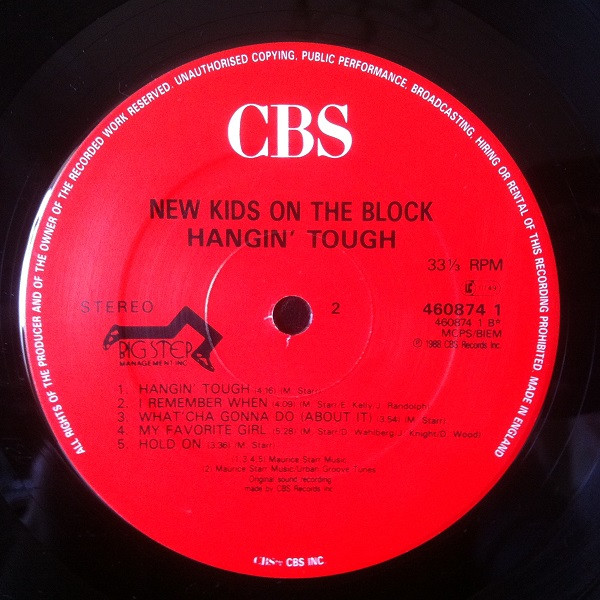 ALL RIGHTS OF THE PRODUCER AND OF THE OWNER OF THE RECORDED WORK RESERVED. UNAUTHORISED COPYING, PUBLIC PERFORMANCE, BROADCASTING, HIRING OR RENTAL OF THIS RECORDING PROHIBITED. MADE IN ENGLAND
CBS
NEW KIDS ON THE BLOCK
HANGIN' TOUGH
33⅓ RPM
STEREO
2
460874 1
460874 1 B
MCPS/BIEM
℗ 1988 CBS Records Inc.
BIG STEP
MANAGEMENT INC
1. HANGIN' TOUGH (4:16) (M. Starr)
2. I REMEMBER WHEN (4:09) (M. Starr/E. Kelly/J. Randolph)
3. WHAT'CHA GONNA DO (ABOUT IT) (3:54) (M. Starr)
4. MY FAVORITE GIRL (5:28) (M. Starr/D. Wahlberg/J. Knight/D. Wood)
5. HOLD ON (3:36) (M. Starr)
(1,3,4,5) Maurice Starr Music
(2) Maurice Starr Music/Urban Groove Tunes
Original sound recording
made by CBS Records Inc.
CBS CBS INC.